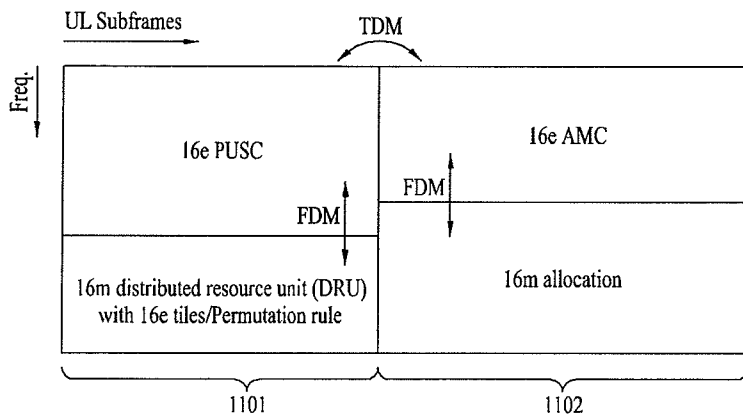 UL Subframes
TDM
Freq.
16e PUSC
16e AMC
FDM
FDM
16m distributed resource unit (DRU)
with 16e tiles/Permutation rule
16m allocation
1101
1102